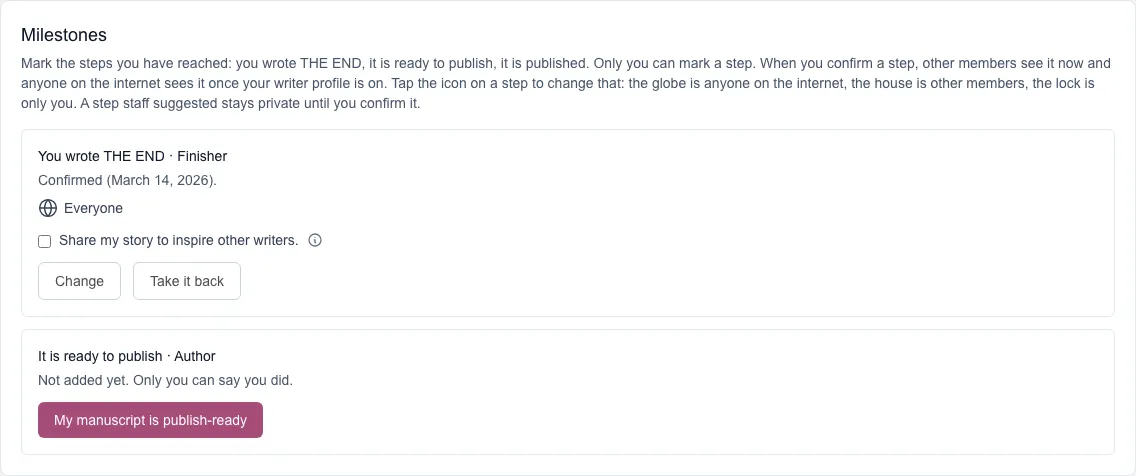 Milestones
Mark the steps you have reached: you wrote THE END, it is ready to publish, it is published. Only you can mark a step. When you confirm a step, other members see it now and
anyone on the internet sees it once your writer profile is on. Tap the icon on a step to change that: the globe is anyone on the internet, the house is other members, the lock is
only you. A step staff suggested stays private until you confirm it.
You wrote THE END · Finisher
Confirmed (March 14, 2026).
Everyone
Share my story to inspire other writers.
Change Take it back
It is ready to publish · Author
Not added yet. Only you can say you did.
My manuscript is publish-ready